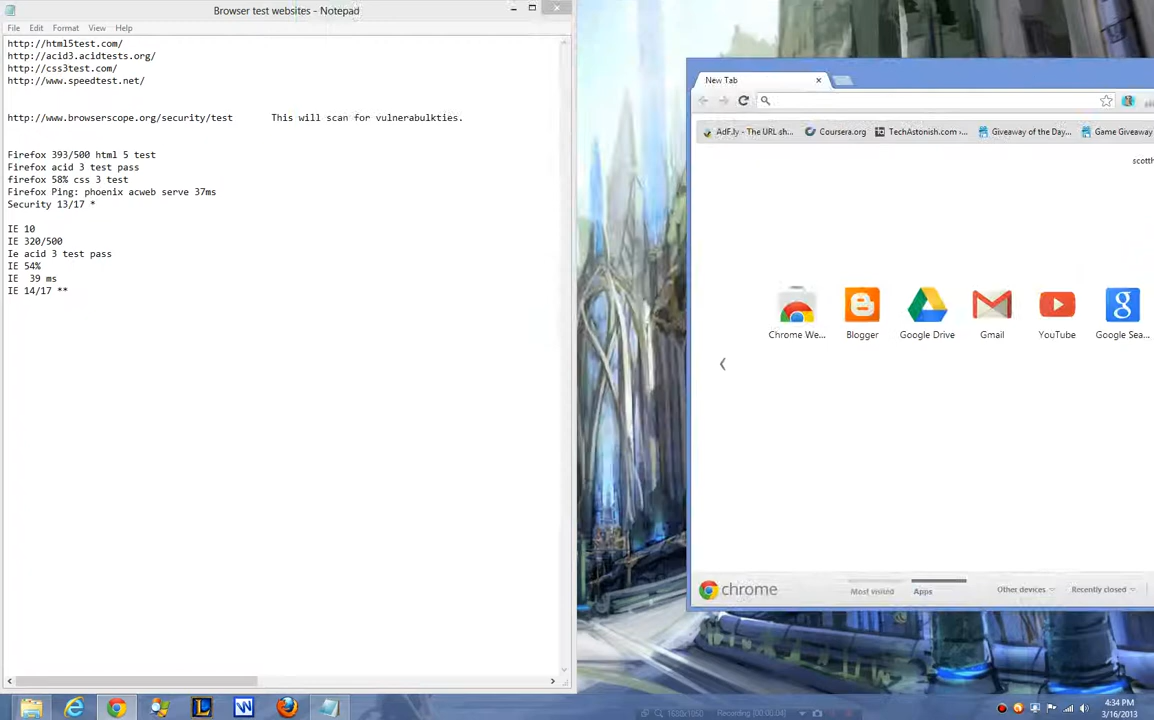 Browser test websites - Notepad
File Edit Format View Help
http://html5test.com/
http://acid3.acidtests.org/
http://css3test.com/
http://www.speedtest.net/
http://www.browserscope.org/security/test This will scan for vulnerabulkties.
Firefox 393/500 html 5 test
Firefox acid 3 test pass
firefox 58% css 3 test
Firefox Ping: phoenix acweb serve 37ms
Security 13/17 *
IE 10
IE 320/500
Ie acid 3 test pass
IE 54%
IE 39 ms
IE 14/17 **
New Tab
AdF.ly - The URL sh... Coursera.org TechAstonish.com -... Giveaway of the Day... Game Giveaway
scotth
Chrome We... Blogger Google Drive Gmail YouTube Google Sea...
chrome Most visited Apps Other devices Recently closed
1680x1050 Recording [00:00:04]
4:34 PM
3/16/2013